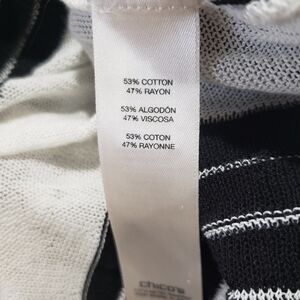 53% COTTON
47% RAYON
53% ALGODÓN
47% VISCOSA
53% COTON
47% RAYONNE
chico's